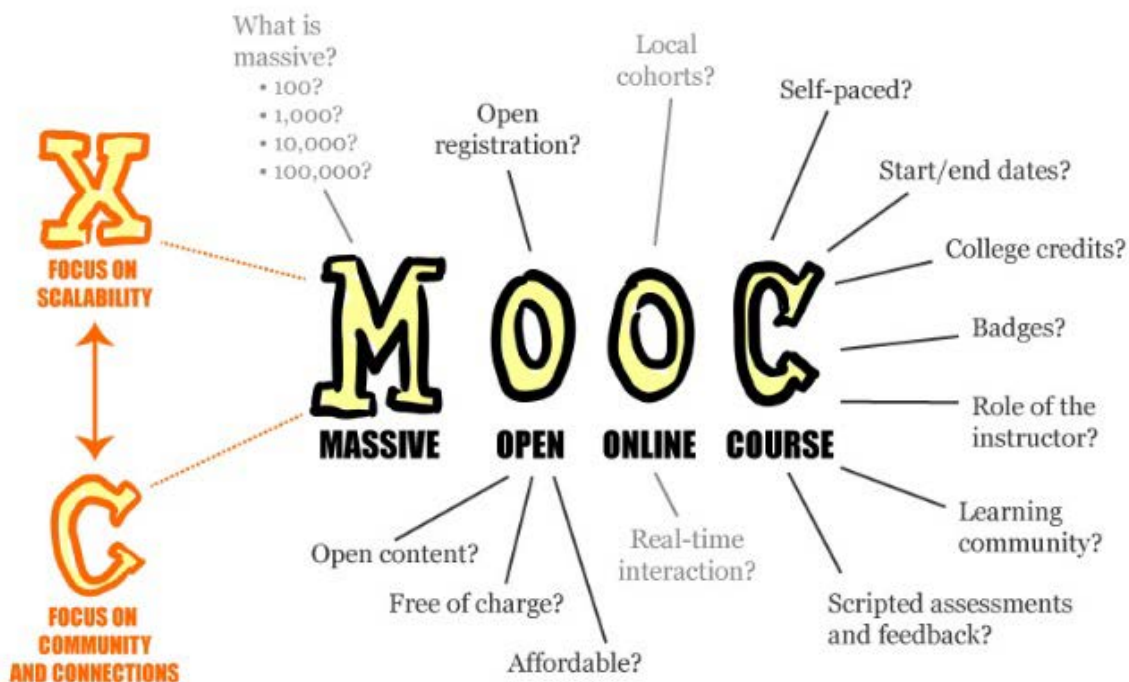 What is
massive?
• 100?
• 1,000?
• 10,000?
• 100,000?
Open
registration?
Local
cohorts?
Self-paced?
Start/end dates?
College credits?
Badges?
Role of the
instructor?
Learning
community?
Scripted assessments
and feedback?
X
FOCUS ON
SCALABILITY
C
FOCUS ON
COMMUNITY
AND CONNECTIONS
MOOC
MASSIVE OPEN ONLINE COURSE
Open content?
Free of charge?
Affordable?
Real-time
interaction?